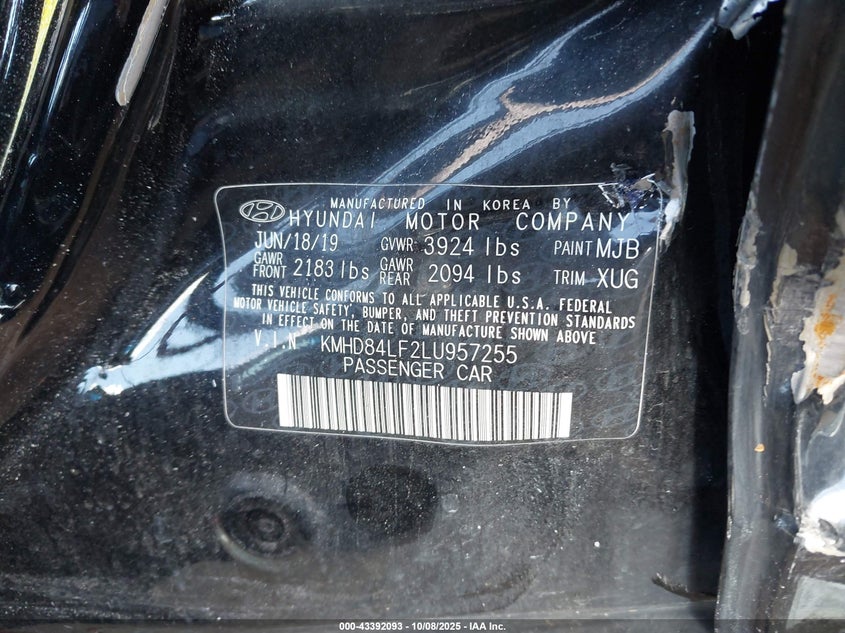 MANUFACTURED IN KOREA BY
HYUNDAI MOTOR COMPANY
JUN/18/19 GVWR 3924 lbs PAINT MJB
GAWR FRONT 2183 lbs GAWR REAR 2094 lbs TRIM XUG
THIS VEHICLE CONFORMS TO ALL APPLICABLE U.S.A. FEDERAL
MOTOR VEHICLE SAFETY, BUMPER, AND THEFT PREVENTION STANDARDS
IN EFFECT ON THE DATE OF MANUFACTURE SHOWN ABOVE
V.I.N KMHD84LF2LU957255
PASSENGER CAR
000-43392093 - 10/08/2025 - IAA Inc.